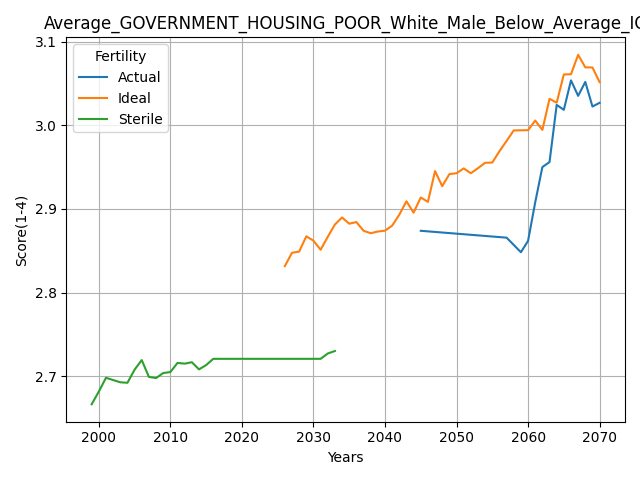 Average_GOVERNMENT_HOUSING_POOR_White_Male_Below_Average_IQ
Fertility
Actual
Ideal
Sterile
Score(1-4)
3.1
3.0
2.9
2.8
2.7
2000 2010 2020 2030 2040 2050 2060 2070
Years